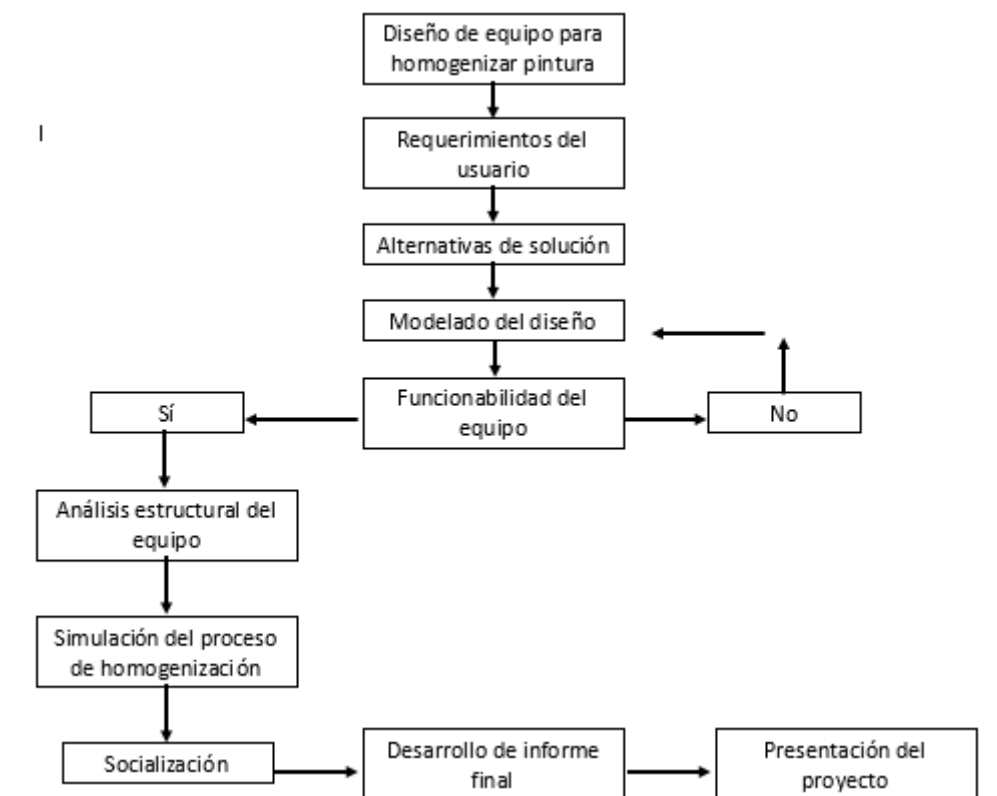 Diseño de equipo para
homogenizar pintura
I
Requerimientos del
usuario
Alternativas de solución
Modelado del diseño
Funcionabilidad del
equipo
Sí
No
Análisis estructural del
equipo
Simulación del proceso
de homogenización
Socialización
Desarrollo de informe
final
Presentación del
proyecto